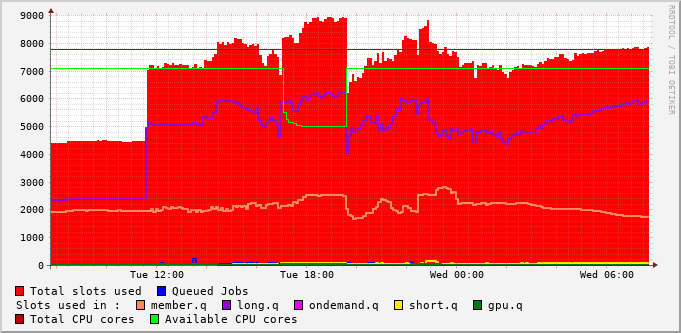 RRDTOOL / TOBI OETIKER
9000
8000
7000
6000
5000
4000
3000
2000
1000
0
Tue 12:00 Tue 18:00 Wed 00:00 Wed 06:00
Total slots used Queued Jobs
Slots used in : member.q long.q ondemand.q short.q gpu.q
Total CPU cores Available CPU cores